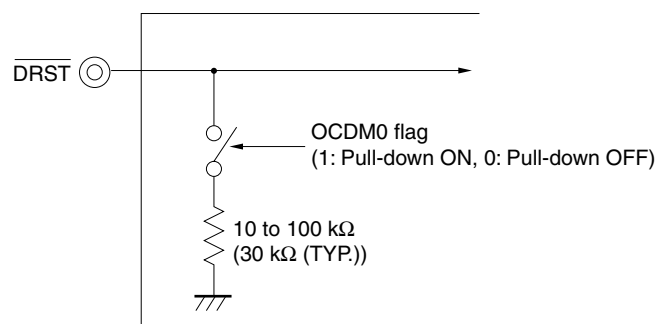 DRST
OCDM0 flag
(1: Pull-down ON, 0: Pull-down OFF)
10 to 100 kΩ
(30 kΩ (TYP.))